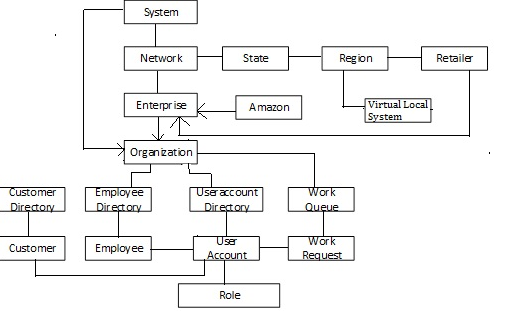 System
Network
State
Region
Retailer
Enterprise
Amazon
Virtual Local
System
Organization
Customer
Directory
Employee
Directory
Useraccount
Directory
Work
Queue
Customer
Employee
User
Account
Work
Request
Role